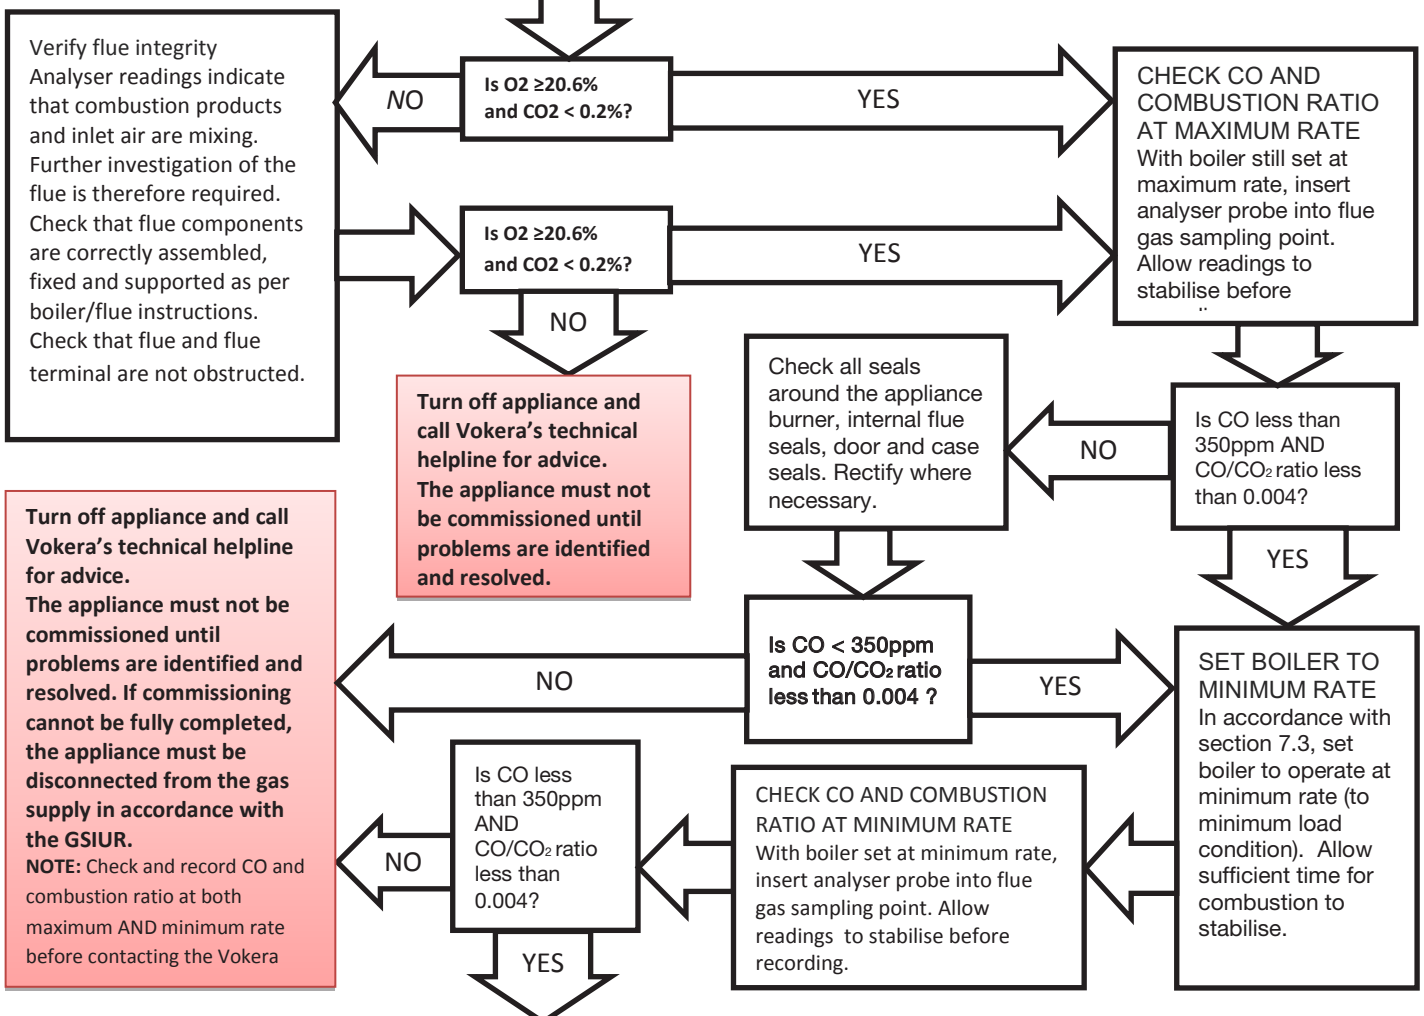 Verify flue integrity
Analyser readings indicate
that combustion products
and inlet air are mixing.
Further investigation of the
flue is therefore required.
Check that flue components
are correctly assembled,
fixed and supported as per
boiler/flue instructions.
Check that flue and flue
terminal are not obstructed.
NO
Is O2 ≥20.6%
and CO2 < 0.2%?
YES
CHECK CO AND
COMBUSTION RATIO
AT MAXIMUM RATE
With boiler still set at
maximum rate, insert
analyser probe into flue
gas sampling point.
Allow readings to
stabilise before
Is O2 ≥20.6%
and CO2 < 0.2%?
YES
NO
Turn off appliance and
call Vokera’s technical
helpline for advice.
The appliance must not
be commissioned until
problems are identified
and resolved.
Check all seals
around the appliance
burner, internal flue
seals, door and case
seals. Rectify where
necessary.
NO
Is CO less than
350ppm AND
CO/CO₂ ratio less
than 0.004?
YES
Turn off appliance and call
Vokera’s technical helpline
for advice.
The appliance must not be
commissioned until
problems are identified and
resolved. If commissioning
cannot be fully completed,
the appliance must be
disconnected from the gas
supply in accordance with
the GSIUR.
NOTE: Check and record CO and
combustion ratio at both
maximum AND minimum rate
before contacting the Vokera
NO
Is CO < 350ppm
and CO/CO₂ ratio
less than 0.004 ?
YES
SET BOILER TO
MINIMUM RATE
In accordance with
section 7.3, set
boiler to operate at
minimum rate (to
minimum load
condition). Allow
sufficient time for
combustion to
stabilise.
NO
Is CO less
than 350ppm
AND
CO/CO₂ ratio
less than
0.004?
YES
CHECK CO AND COMBUSTION
RATIO AT MINIMUM RATE
With boiler set at minimum rate,
insert analyser probe into flue
gas sampling point. Allow
readings to stabilise before
recording.